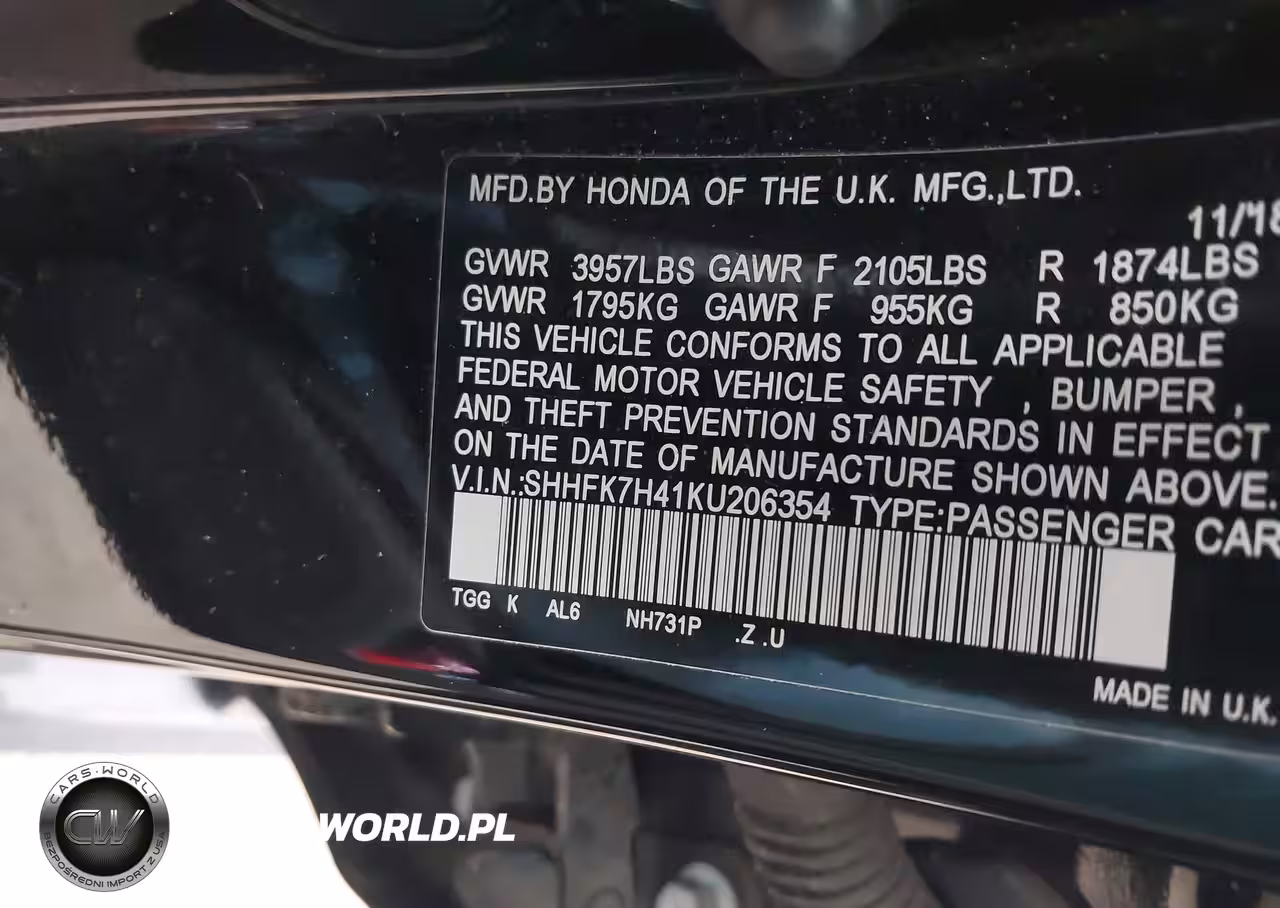 MFD.BY HONDA OF THE U.K. MFG.,LTD.
11/18
GVWR 3957LBS GAWR F 2105LBS R 1874LBS
GVWR 1795KG GAWR F 955KG R 850KG
THIS VEHICLE CONFORMS TO ALL APPLICABLE
FEDERAL MOTOR VEHICLE SAFETY , BUMPER ,
AND THEFT PREVENTION STANDARDS IN EFFECT
ON THE DATE OF MANUFACTURE SHOWN ABOVE.
V.I.N.:SHHFK7H41KU206354 TYPE:PASSENGER CAR
TGG K AL6 NH731P .Z .U
MADE IN U.K.
CARS-WORLD
CW
BEZPOŚREDNI IMPORT Z USA
WORLD.PL